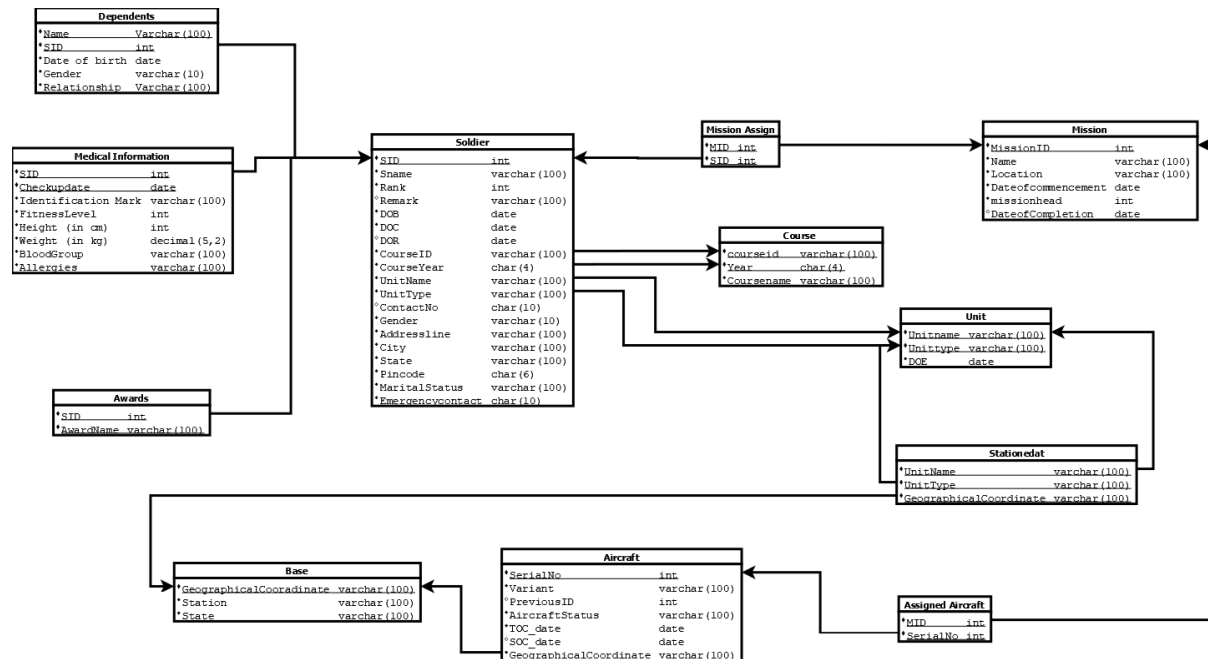 Dependents
*Name Varchar(100)
*SID int
*Date of birth date
*Gender varchar(10)
*Relationship Varchar(100)
Medical Information
*SID int
*Checkupdate date
*Identification Mark varchar(100)
*FitnessLevel int
*Height (in cm) int
*Weight (in kg) decimal(5,2)
*BloodGroup varchar(100)
*Allergies varchar(100)
Awards
*SID int
*AwardName varchar(100)
Soldier
*SID int
*Sname varchar(100)
*Rank int
°Remark varchar(100)
*DOB date
*DOC date
°DOR date
*CourseID varchar(100)
*CourseYear char(4)
*UnitName varchar(100)
*UnitType varchar(100)
°ContactNo char(10)
*Gender varchar(10)
*Addressline varchar(100)
*City varchar(100)
*State varchar(100)
*Pincode char(6)
*MaritalStatus varchar(100)
*Emergencycontact char(10)
Mission Assign
*MID int
*SID int
Mission
*MissionID int
*Name varchar(100)
*Location varchar(100)
*Dateofcommencement date
*missionhead int
°DateofCompletion date
Course
*courseid varchar(100)
*Year char(4)
*Coursename varchar(100)
Unit
*Unitname varchar(100)
*Unittype varchar(100)
*DOE date
Stationedat
*UnitName varchar(100)
*UnitType varchar(100)
*GeographicalCoordinate varchar(100)
Base
*GeographicalCooradinate varchar(100)
*Station varchar(100)
*State varchar(100)
Aircraft
*SerialNo int
*Variant varchar(100)
°PreviousID int
*AircraftStatus varchar(100)
*TOC_date date
°SOC_date date
*GeographicalCoordinate varchar(100)
Assigned Aircraft
*MID int
*SerialNo int